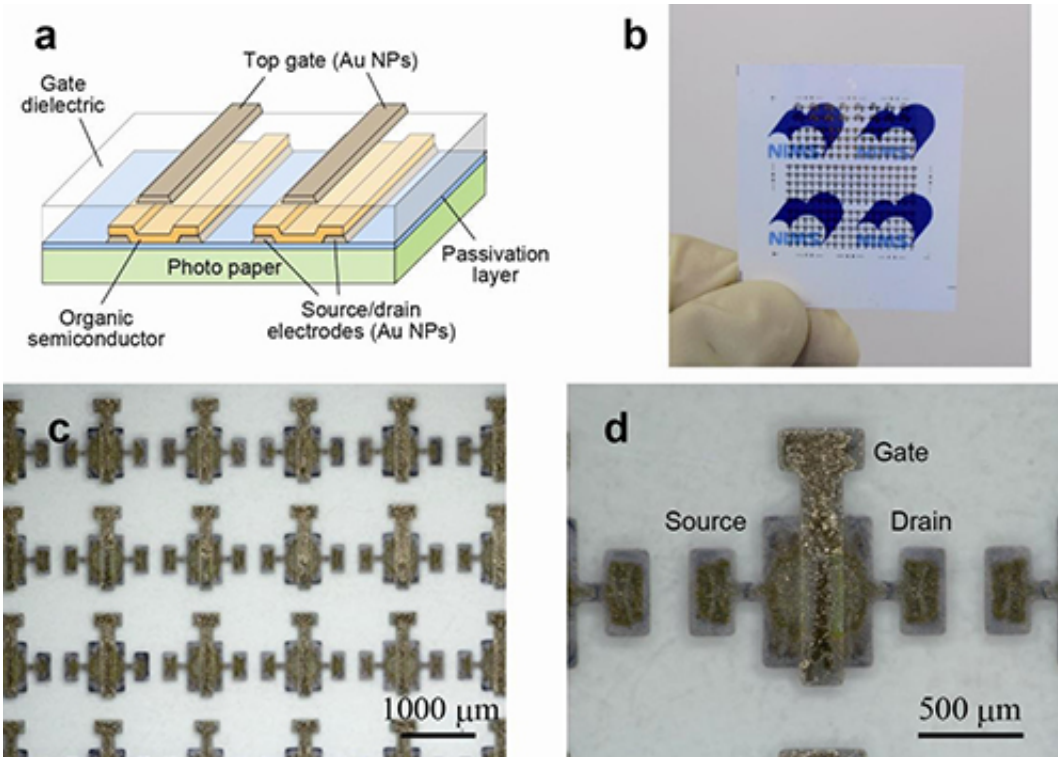 a
Top gate (Au NPs)
Gate
dielectric
Photo paper
Passivation
layer
Organic
semiconductor
Source/drain
electrodes (Au NPs)
b
NIMS
NIMS
NIMS
NIMS
c
1000 μm
d
Gate
Source
Drain
500 μm